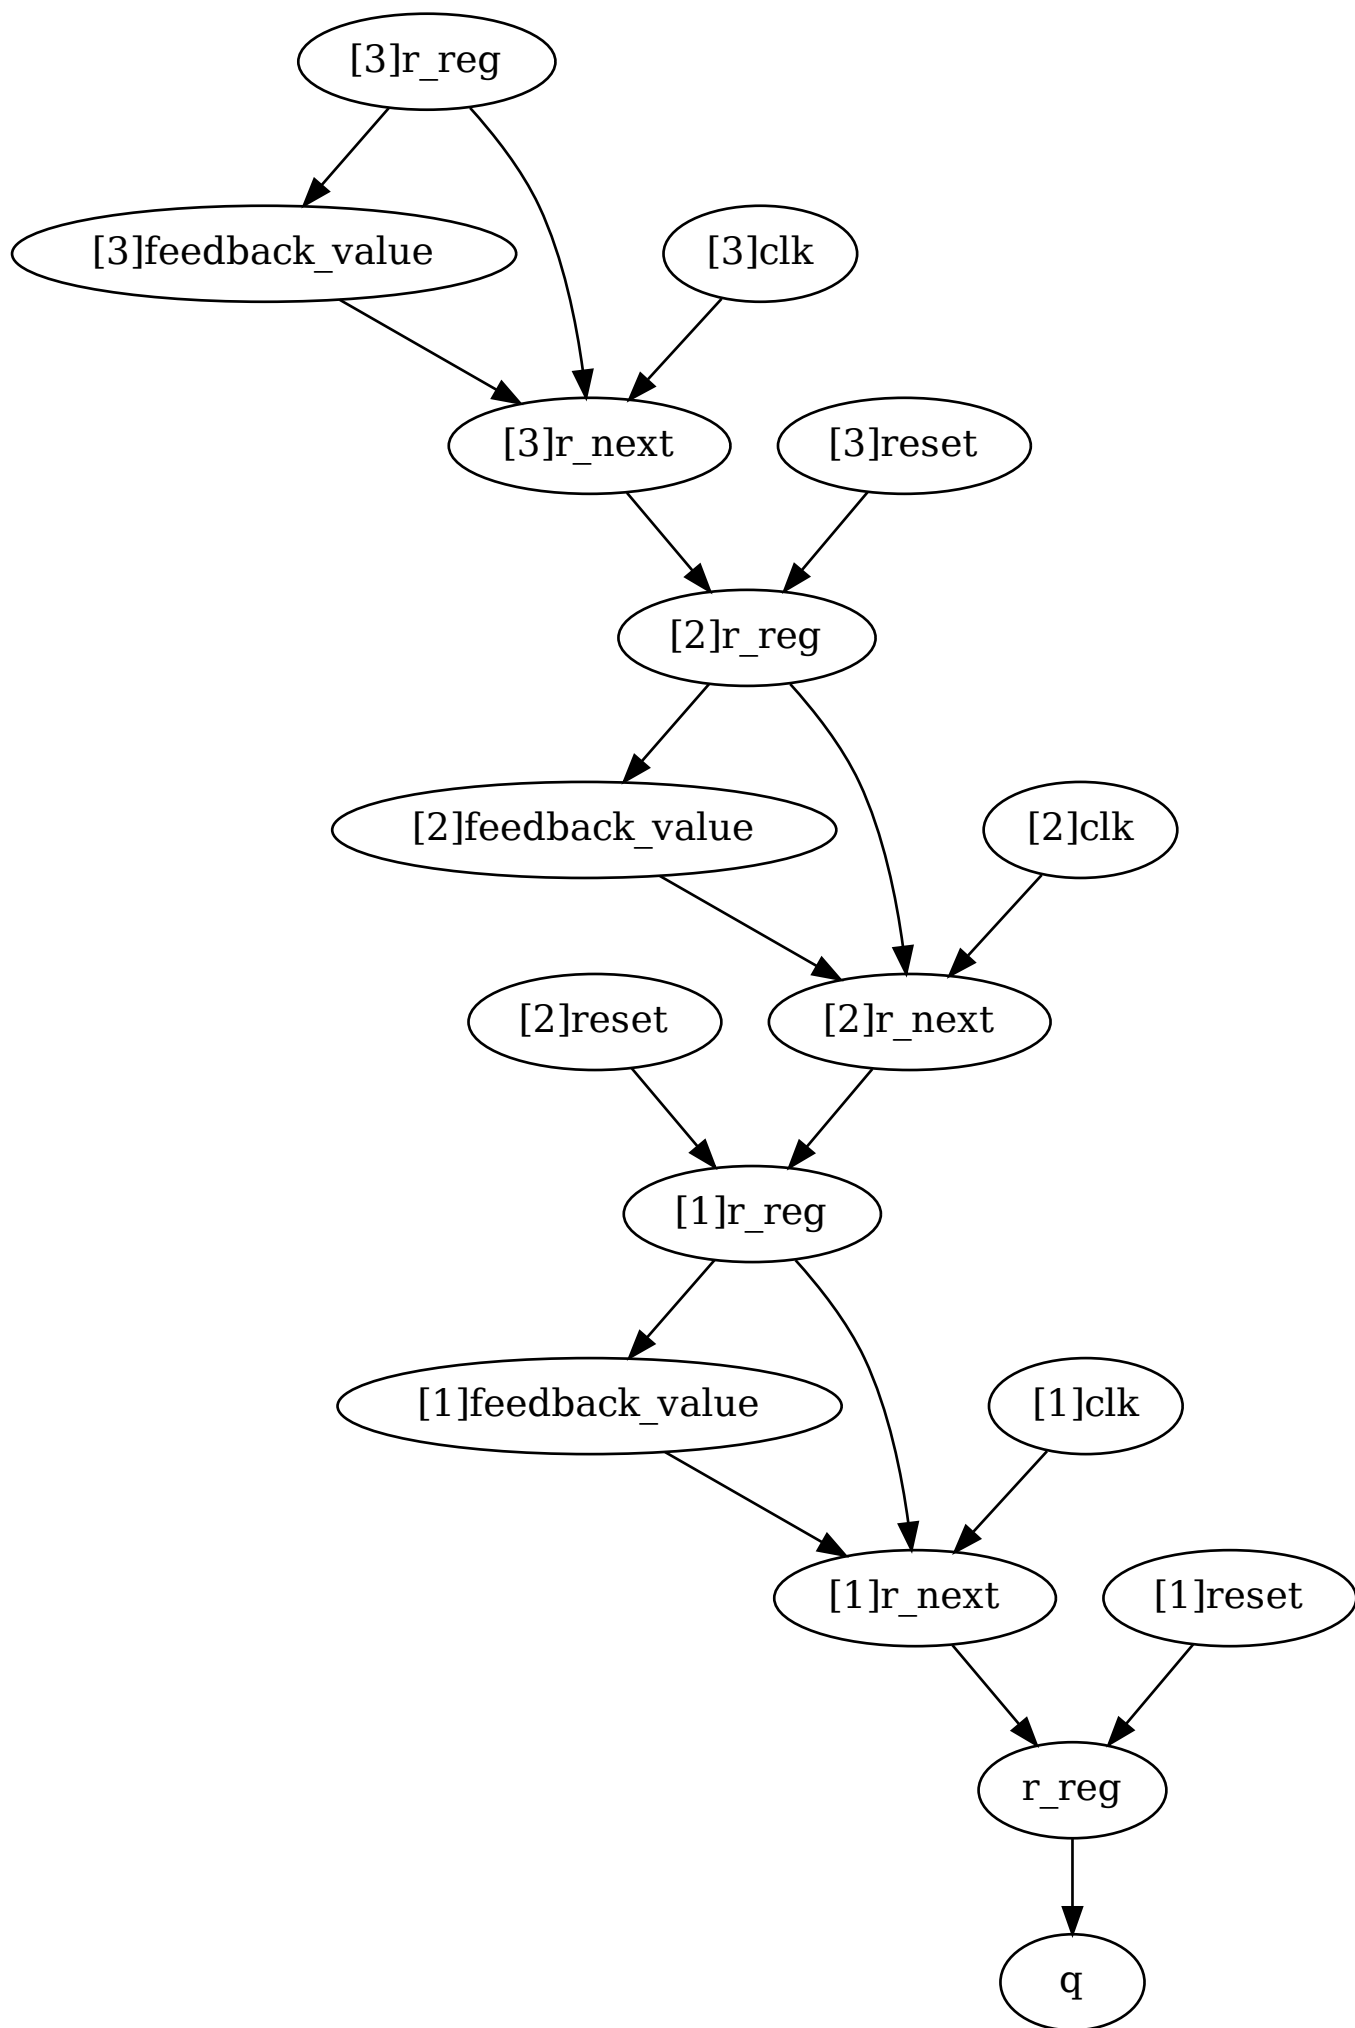 [3]r_reg
[3]feedback_value
[3]clk
[3]r_next
[3]reset
[2]r_reg
[2]feedback_value
[2]clk
[2]reset
[2]r_next
[1]r_reg
[1]feedback_value
[1]clk
[1]r_next
[1]reset
r_reg
q